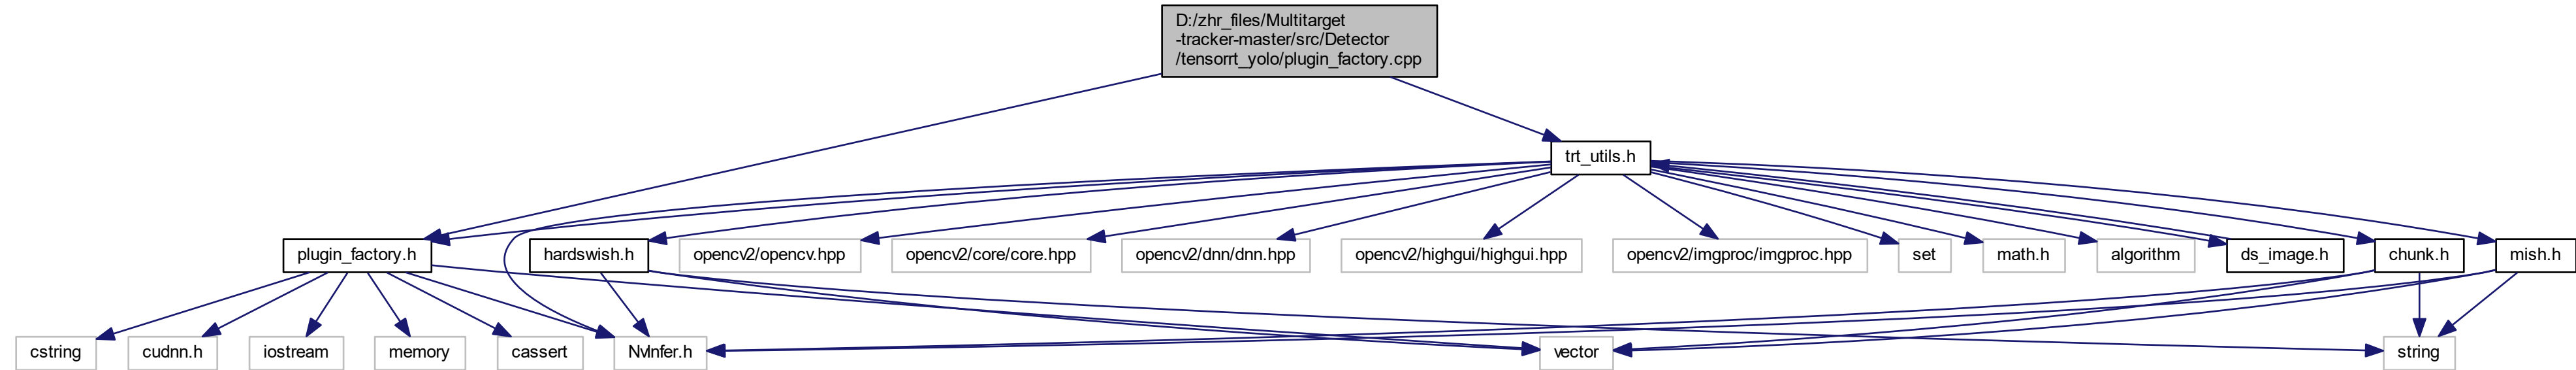 D:/zhr_files/Multitarget
-tracker-master/src/Detector
/tensorrt_yolo/plugin_factory.cpp
trt_utils.h
plugin_factory.h
hardswish.h
opencv2/opencv.hpp
opencv2/core/core.hpp
opencv2/dnn/dnn.hpp
opencv2/highgui/highgui.hpp
opencv2/imgproc/imgproc.hpp
set
math.h
algorithm
ds_image.h
chunk.h
mish.h
cstring
cudnn.h
iostream
memory
cassert
NvInfer.h
vector
string